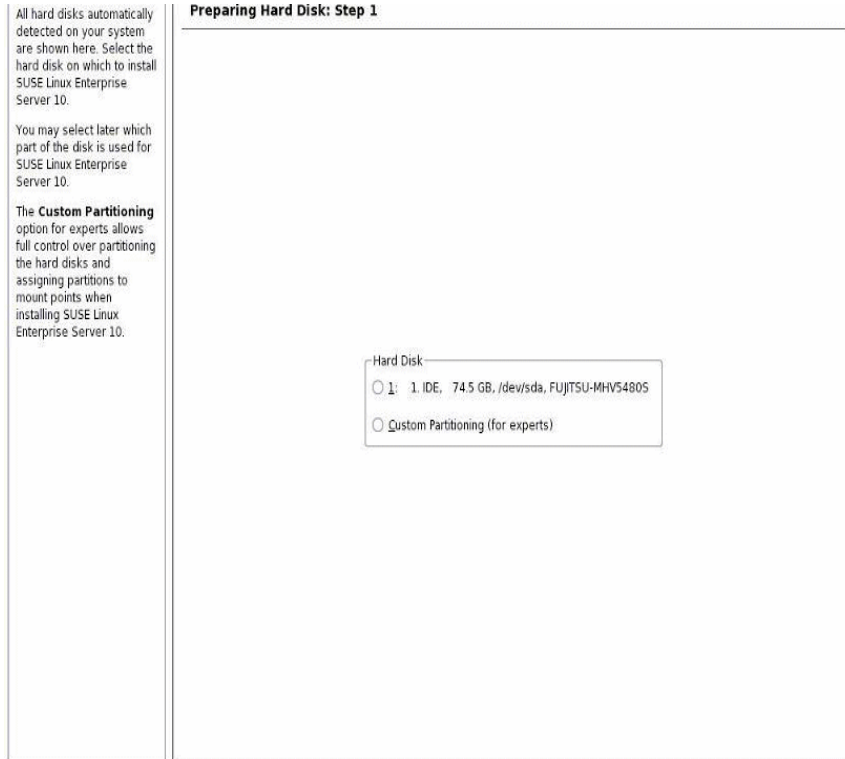 All hard disks automatically
detected on your system
are shown here. Select the
hard disk on which to install
SUSE Linux Enterprise
Server 10.
You may select later which
part of the disk is used for
SUSE Linux Enterprise
Server 10.
The Custom Partitioning
option for experts allows
full control over partitioning
the hard disks and
assigning partitions to
mount points when
installing SUSE Linux
Enterprise Server 10.
Preparing Hard Disk: Step 1
Hard Disk
1: 1. IDE, 74.5 GB, /dev/sda, FUJITSU-MHV5480S
Custom Partitioning (for experts)